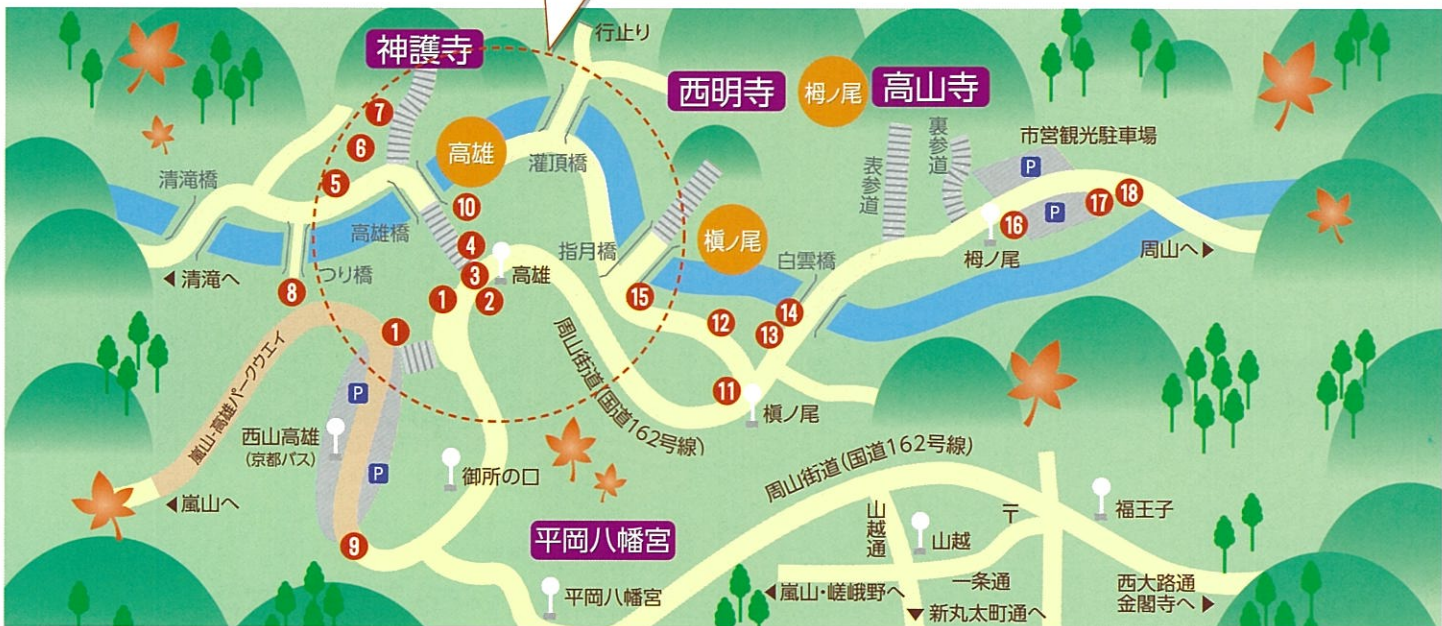 行止り
神護寺
西明寺
栂ノ尾
高山寺
市営観光駐車場
裏参道
表参道
P
7
6
高雄
灌頂橋
5
清滝橋
18
17
P
10
16
高雄橋
槇ノ尾
4
指月橋
白雲橋
栂ノ尾
周山へ▶
◀清滝へ
つり橋
3
高雄
8
1
2
15
14
12
13
1
周山街道(国道162号線)
嵐山-高雄パークウエイ
P
11
槇ノ尾
西山高雄
(京都バス)
P
御所の口
周山街道(国道162号線)
◀嵐山へ
9
平岡八幡宮
山越通
山越
〒
福王子
平岡八幡宮
◀嵐山・嵯峨野へ
一条通
西大路通
金閣寺へ▶
▼新丸太町通へ